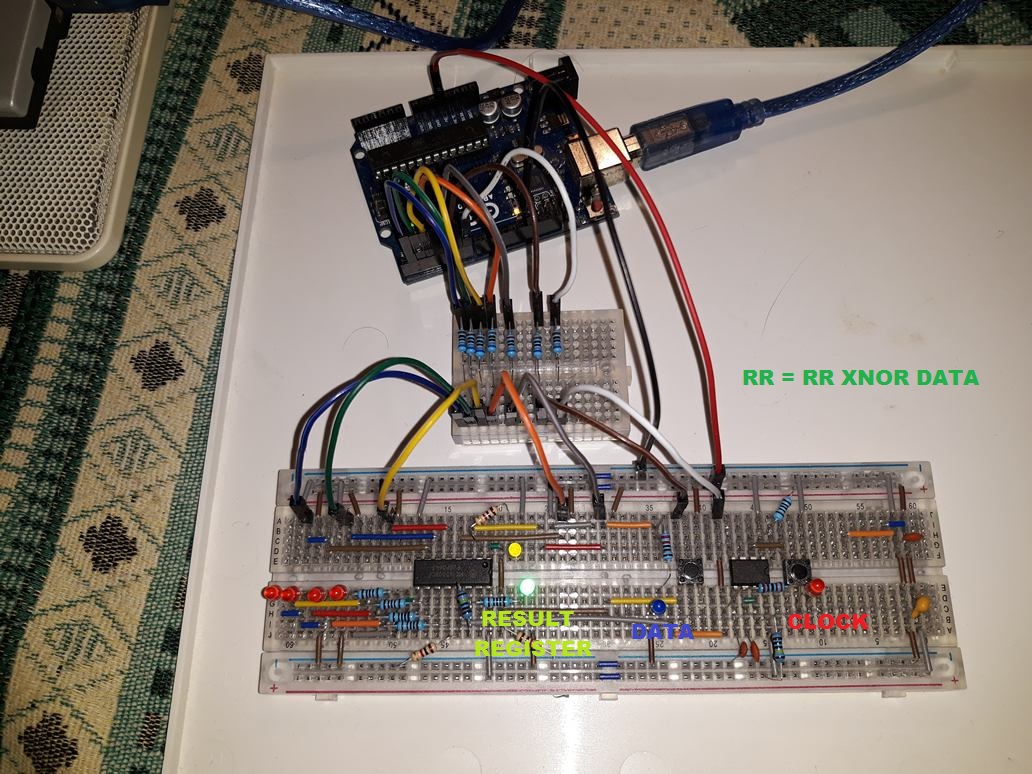 RR = RR XNOR DATA
RESULT
REGISTER
DATA
CLOCK